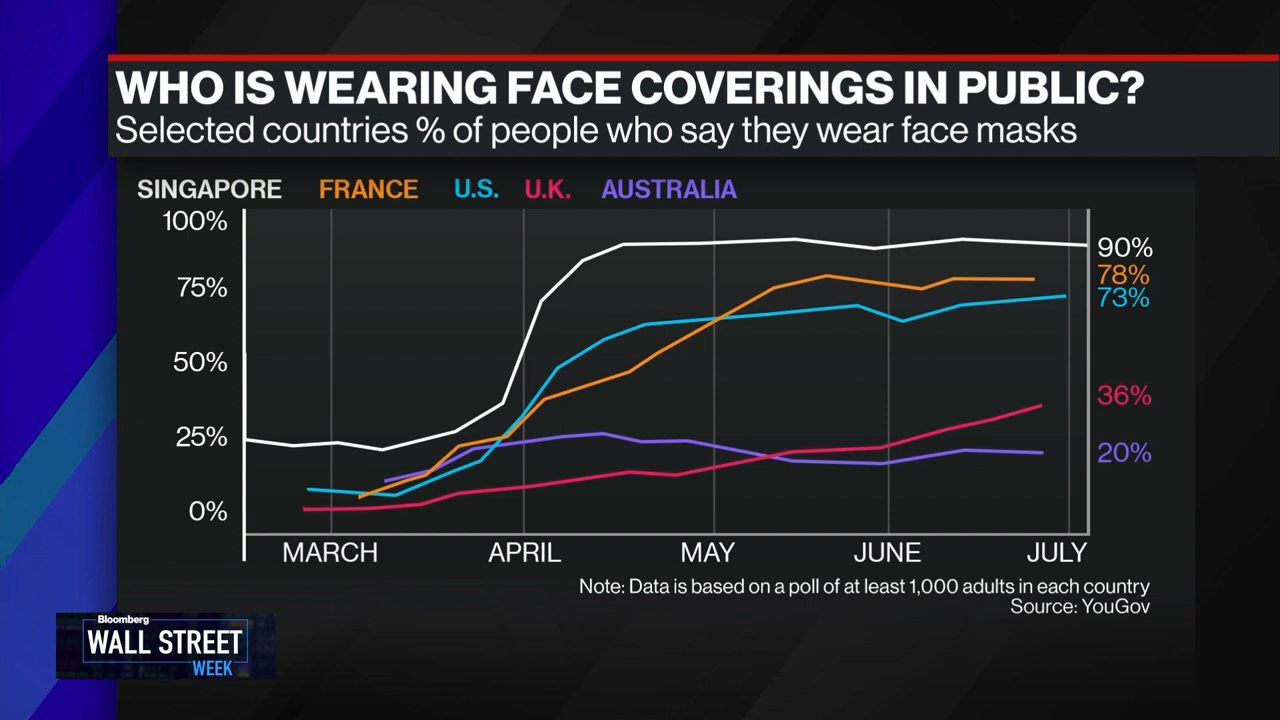 WHO IS WEARING FACE COVERINGS IN PUBLIC?
Selected countries % of people who say they wear face masks
SINGAPORE FRANCE U.S. U.K. AUSTRALIA
100%
75%
50%
25%
0%
90%
78%
73%
36%
20%
MARCH APRIL MAY JUNE JULY
Note: Data is based on a poll of at least 1,000 adults in each country
Source: YouGov
Bloomberg
WALL STREET
WEEK